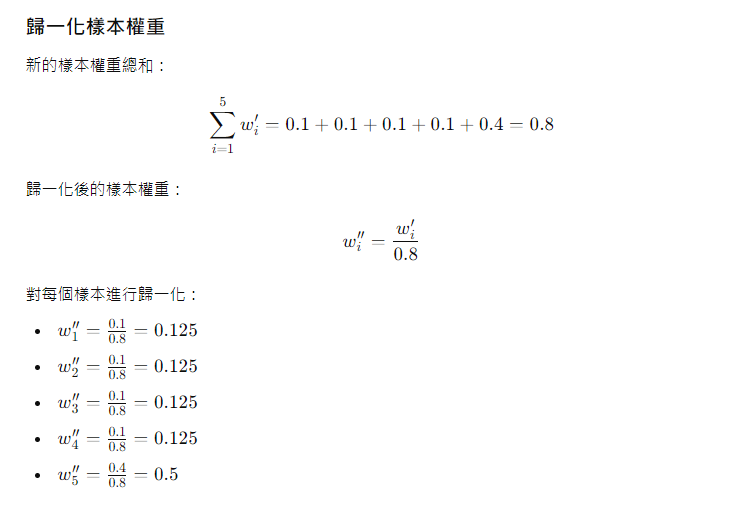 歸一化樣本權重
新的樣本權重總和：
$$\sum_{i=1}^{5} w_i' = 0.1 + 0.1 + 0.1 + 0.1 + 0.4 = 0.8$$
歸一化後的樣本權重：
$$w_i'' = \frac{w_i'}{0.8}$$
對每個樣本進行歸一化：
• $w_1'' = \frac{0.1}{0.8} = 0.125$
• $w_2'' = \frac{0.1}{0.8} = 0.125$
• $w_3'' = \frac{0.1}{0.8} = 0.125$
• $w_4'' = \frac{0.1}{0.8} = 0.125$
• $w_5'' = \frac{0.4}{0.8} = 0.5$